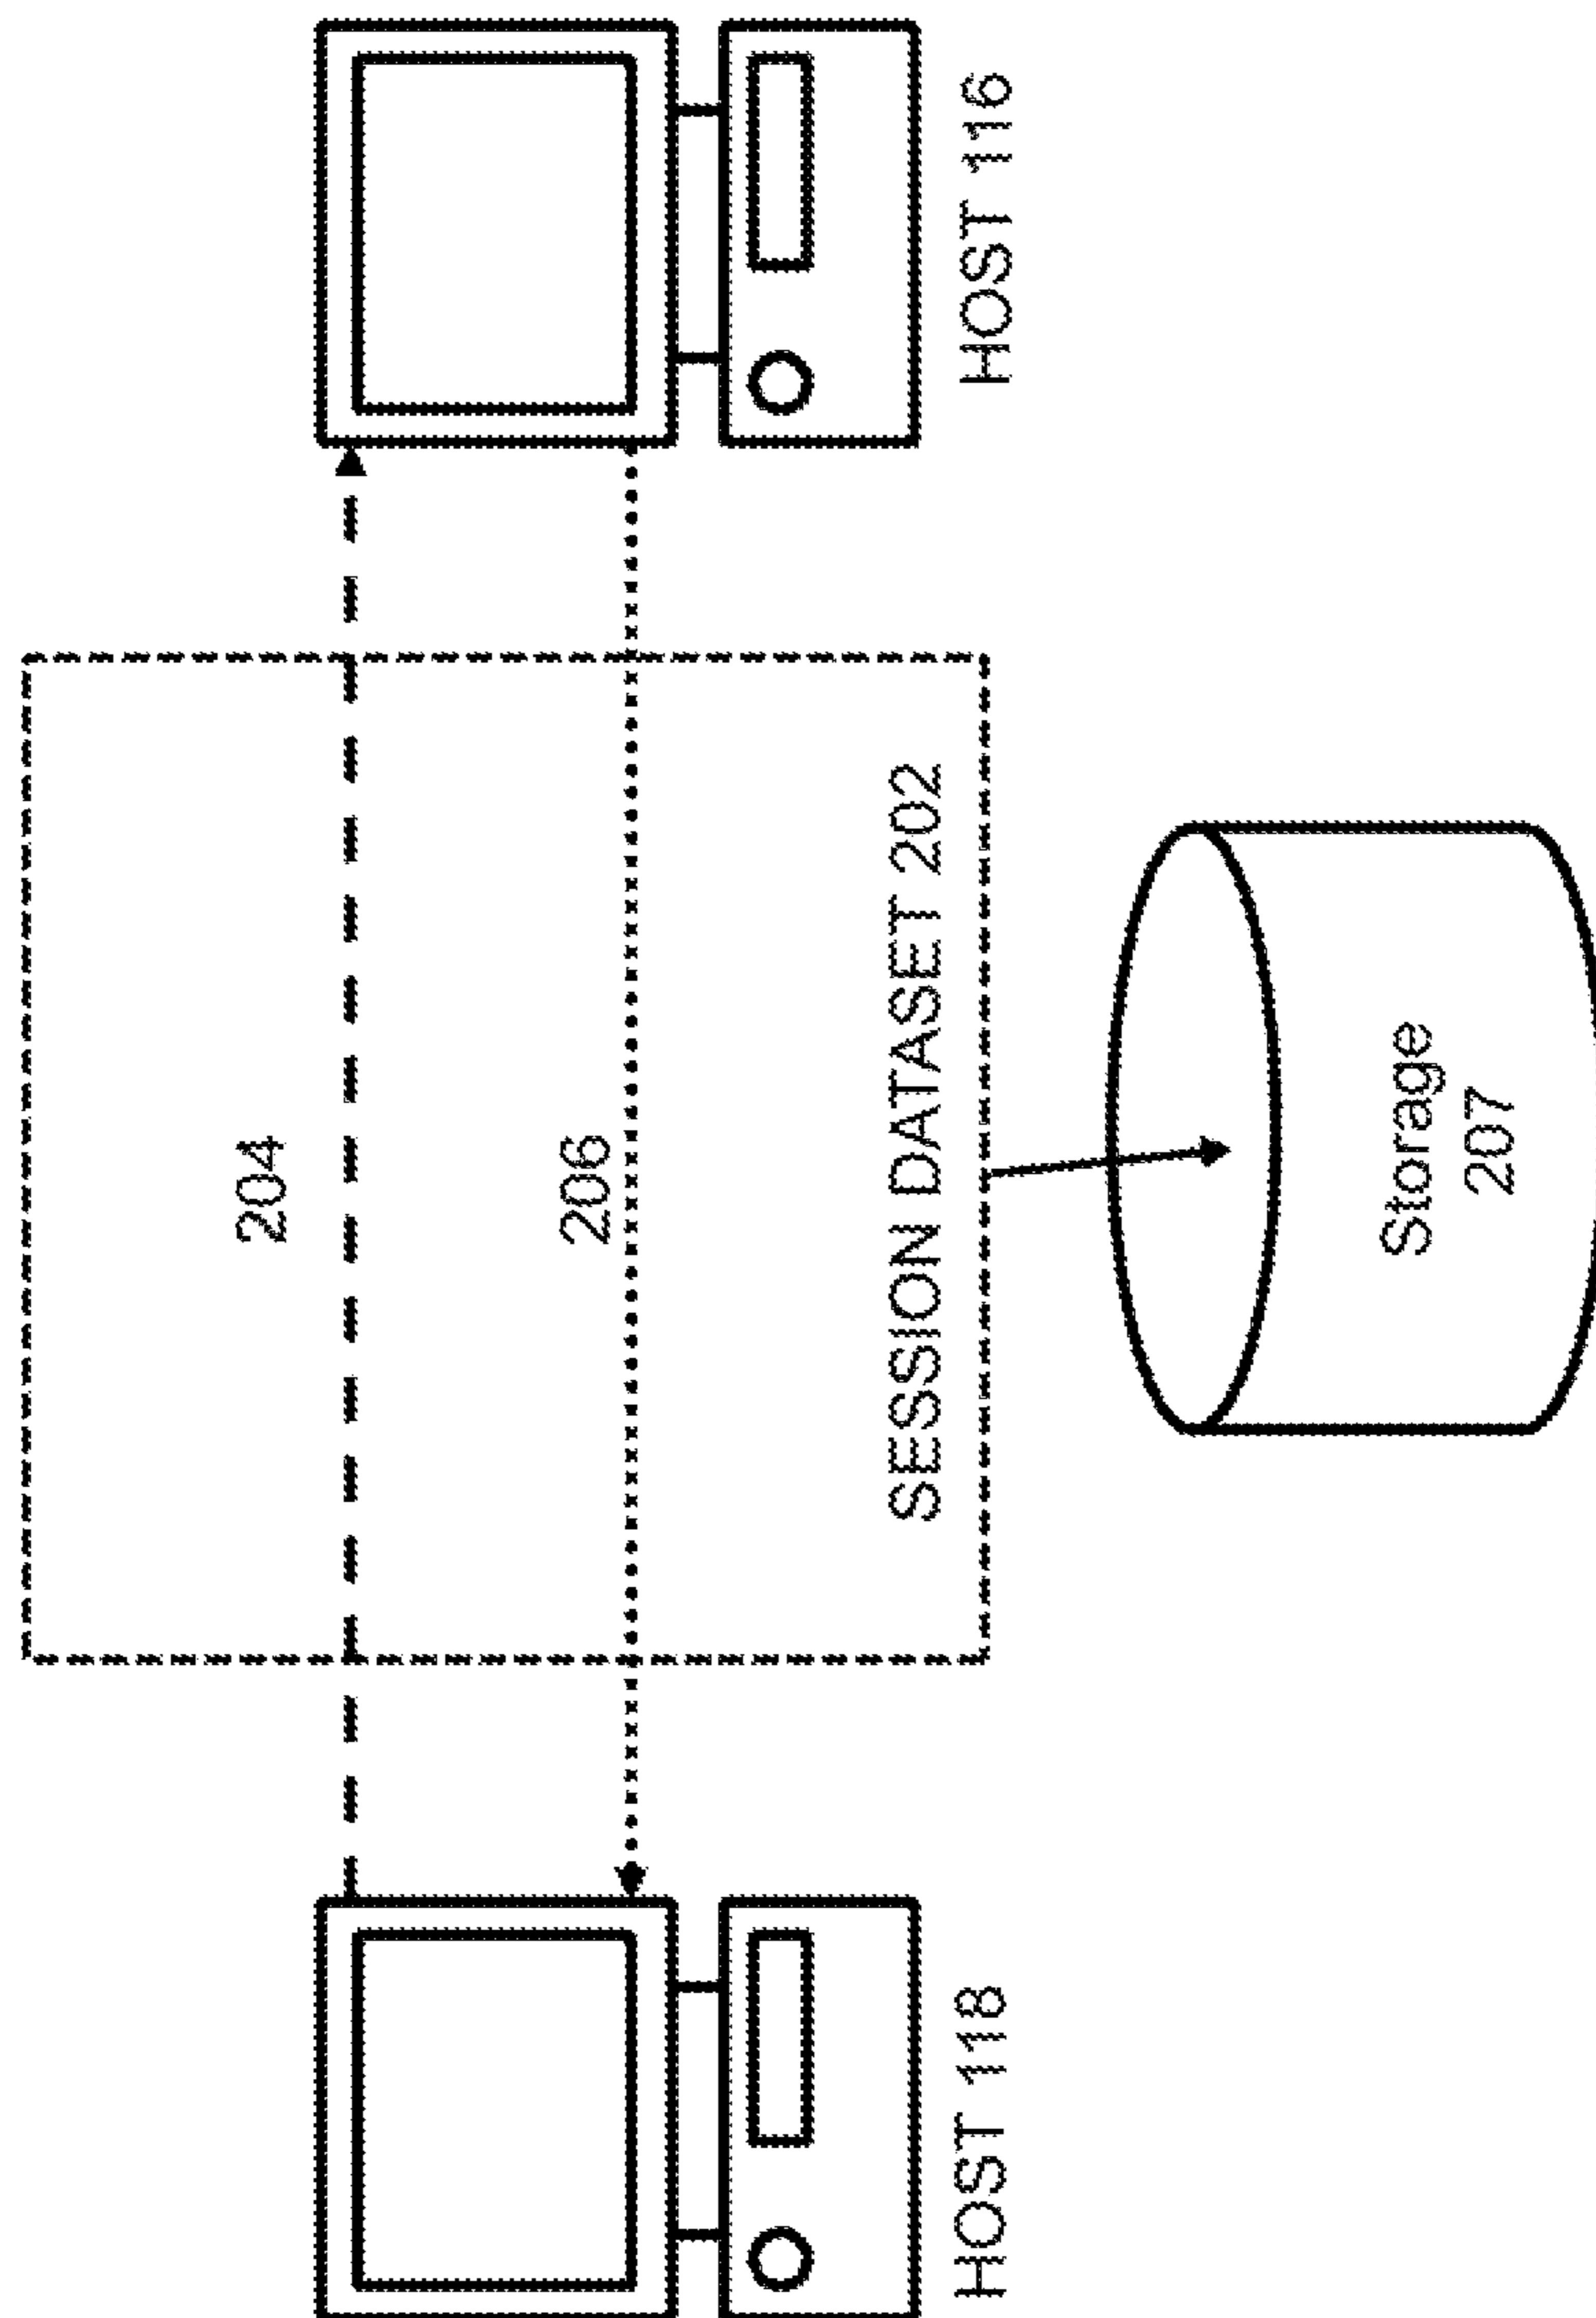 204
206
SESSION DATASET 202
HOST 118
HOST 116
Storage
207